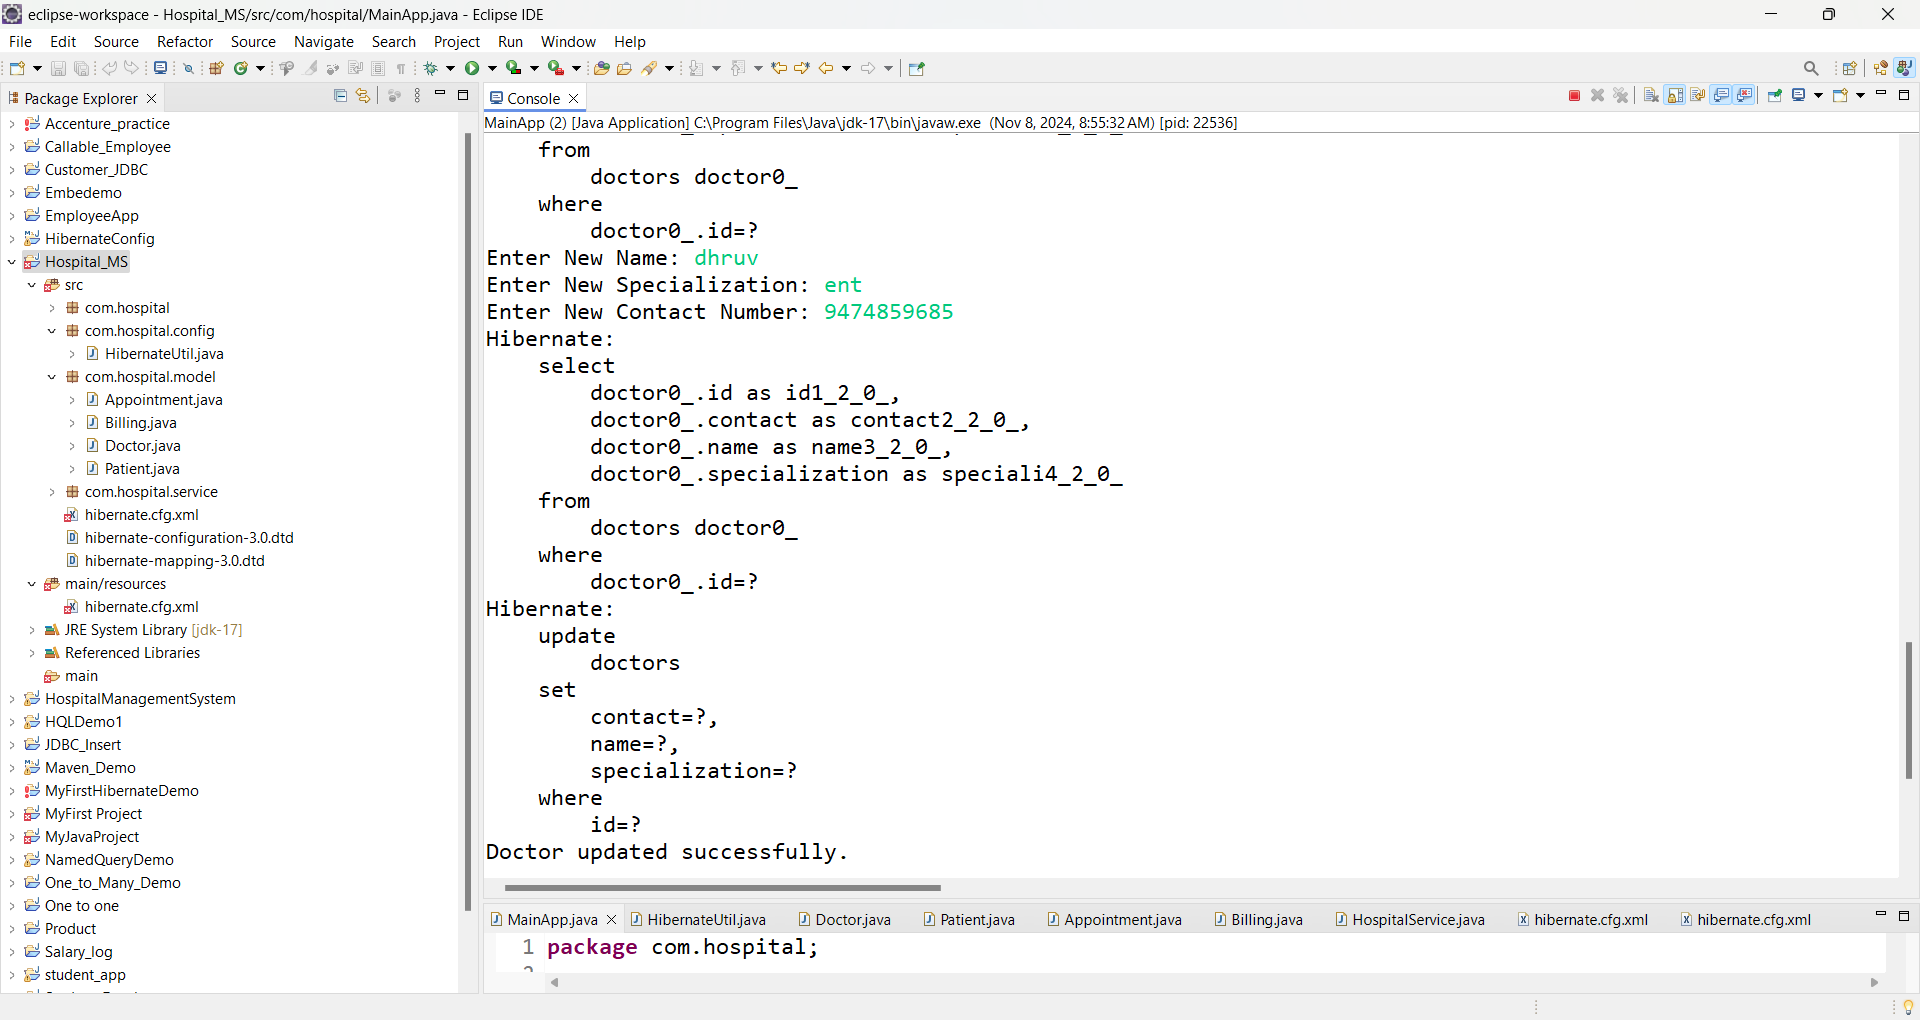 eclipse-workspace - Hospital_MS/src/com/hospital/MainApp.java - Eclipse IDE
File Edit Source Refactor Source Navigate Search Project Run Window Help
Package Explorer
Accenture_practice
Callable_Employee
Customer_JDBC
Embedemo
EmployeeApp
HibernateConfig
Hospital_MS
src
com.hospital
com.hospital.config
HibernateUtil.java
com.hospital.model
Appointment.java
Billing.java
Doctor.java
Patient.java
com.hospital.service
hibernate.cfg.xml
hibernate-configuration-3.0.dtd
hibernate-mapping-3.0.dtd
main/resources
hibernate.cfg.xml
JRE System Library [jdk-17]
Referenced Libraries
main
HospitalManagementSystem
HQLDemo1
JDBC_Insert
Maven_Demo
MyFirstHibernateDemo
MyFirst Project
MyJavaProject
NamedQueryDemo
One_to_Many_Demo
One to one
Product
Salary_log
student_app
Console
MainApp (2) [Java Application] C:\Program Files\Java\jdk-17\bin\javaw.exe (Nov 8, 2024, 8:55:32 AM) [pid: 22536]
from
doctors doctor0_
where
doctor0_.id=?
Enter New Name: dhruv
Enter New Specialization: ent
Enter New Contact Number: 9474859685
Hibernate:
select
doctor0_.id as id1_2_0_,
doctor0_.contact as contact2_2_0_,
doctor0_.name as name3_2_0_,
doctor0_.specialization as speciali4_2_0_
from
doctors doctor0_
where
doctor0_.id=?
Hibernate:
update
doctors
set
contact=?,
name=?,
specialization=?
where
id=?
Doctor updated successfully.
MainApp.java HibernateUtil.java Doctor.java Patient.java Appointment.java Billing.java HospitalService.java hibernate.cfg.xml hibernate.cfg.xml
1 package com.hospital;